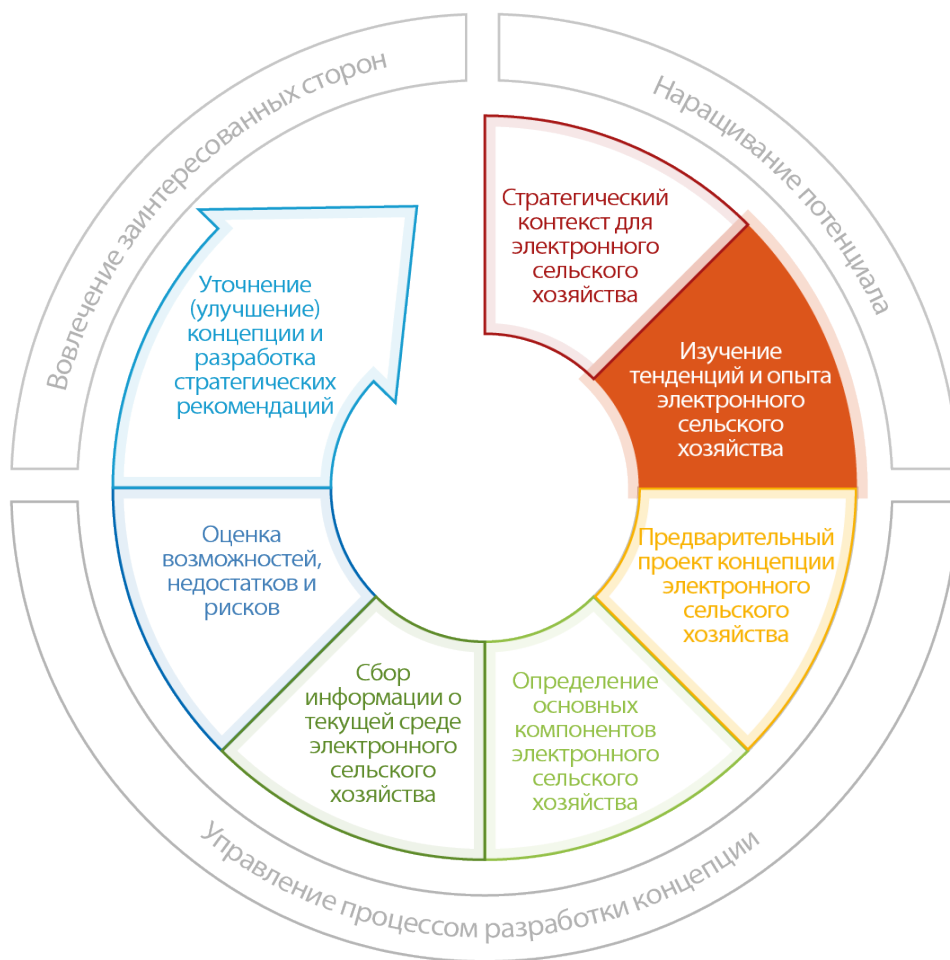 Вовлечение заинтересованных сторон
Наращивание потенциала
Стратегический
контекст для
электронного
сельского
хозяйства
Изучение
тенденций и опыта
электронного
сельского
хозяйства
Предварительный
проект концепции
электронного
сельского
хозяйства
Определение
основных
компонентов
электронного
сельского
хозяйства
Сбор
информации о
текущей среде
электронного
сельского
хозяйства
Оценка
возможностей,
недостатков и
рисков
Уточнение
(улучшение)
концепции и
разработка
стратегических
рекомендаций
Управление процессом разработки концепции